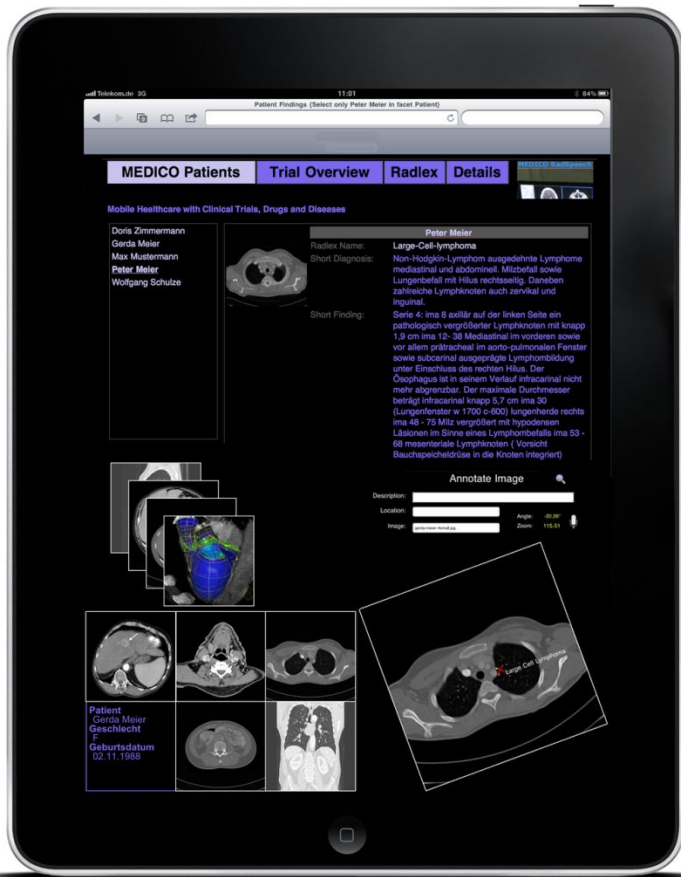 Telekom.de 3G 11:01 84%
Patient Findings (Select only Peter Meier in facet Patient)
MEDICO Patients Trial Overview Radlex Details
MEDICO RadSpeech
Mobile Healthcare with Clinical Trials, Drugs and Diseases
Doris Zimmermann
Gerda Meier
Max Mustermann
Peter Meier
Wolfgang Schulze
Peter Meier
Radlex Name: Large-Cell-lymphoma
Short Diagnosis: Non-Hodgkin-Lymphom ausgedehnte Lymphome
mediastinal und abdominell. Milzbefall sowie
Lungenbefall mit Hilus rechtsseitig. Daneben
zahlreiche Lymphknoten auch zervikal und
inguinal.
Short Finding: Serie 4: ima 8 axillär auf der linken Seite ein
pathologisch vergrößerter Lymphknoten mit knapp
1,9 cm ima 12- 38 Mediastinal im vorderen sowie
vor allem prätracheal im aorto-pulmonalen Fenster
sowie subcarinal ausgeprägte Lymphombildung
unter Einschluss des rechten Hilus. Der
Ösophagus ist in seinem Verlauf infracarinal nicht
mehr abgrenzbar. Der maximale Durchmesser
beträgt infracarinal knapp 5,7 cm ima 30
(Lungenfenster w 1700 c-600) lungenherde rechts
ima 48 - 75 Milz vergrößert mit hypodensen
Läsionen im Sinne eines Lymphombefalls ima 53 -
68 mesenteriale Lymphknoten ( Vorsicht
Bauchspeicheldrüse in die Knoten integriert)
Annotate Image
Description:
Location:
Image:
Angle: -20.26°
Zoom: 115.51
Large Cell Lymphoma
Patient
Gerda Meier
Geschlecht
F
Geburtsdatum
02.11.1988